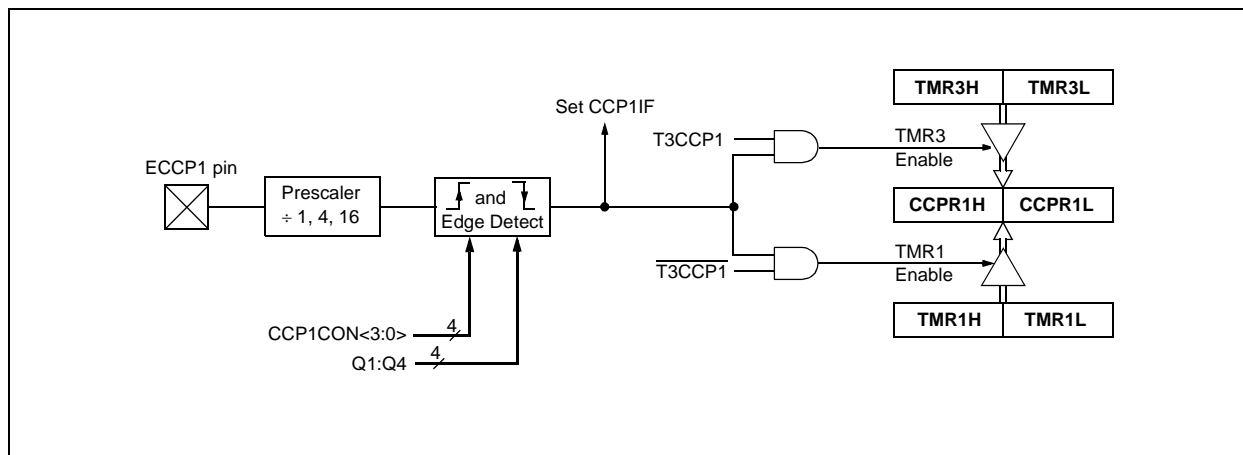 TMR3H TMR3L
Set CCP1IF
T3CCP1
TMR3
Enable
ECCP1 pin
Prescaler
÷ 1, 4, 16
and
Edge Detect
CCPR1H CCPR1L
T3CCP1
TMR1
Enable
TMR1H TMR1L
CCP1CON<3:0>
4
Q1:Q4
4